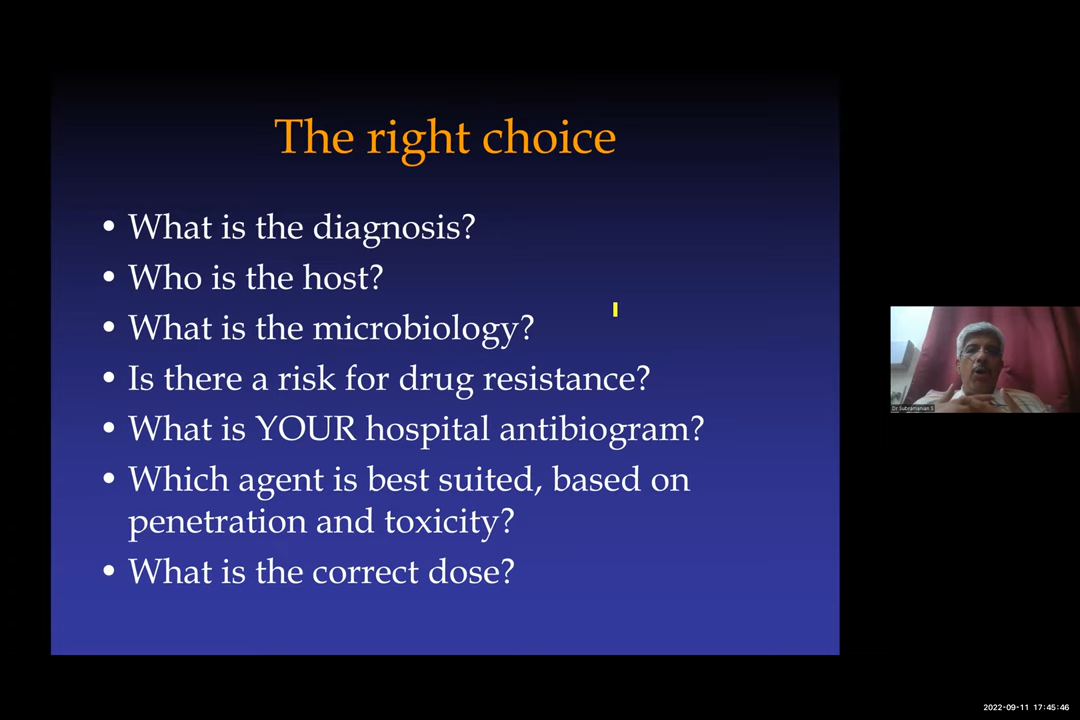 The right choice
• What is the diagnosis?
• Who is the host?
• What is the microbiology?
• Is there a risk for drug resistance?
• What is YOUR hospital antibiogram?
• Which agent is best suited, based on
penetration and toxicity?
• What is the correct dose?
Dr Subramanian S
2022-09-11 17:45:46